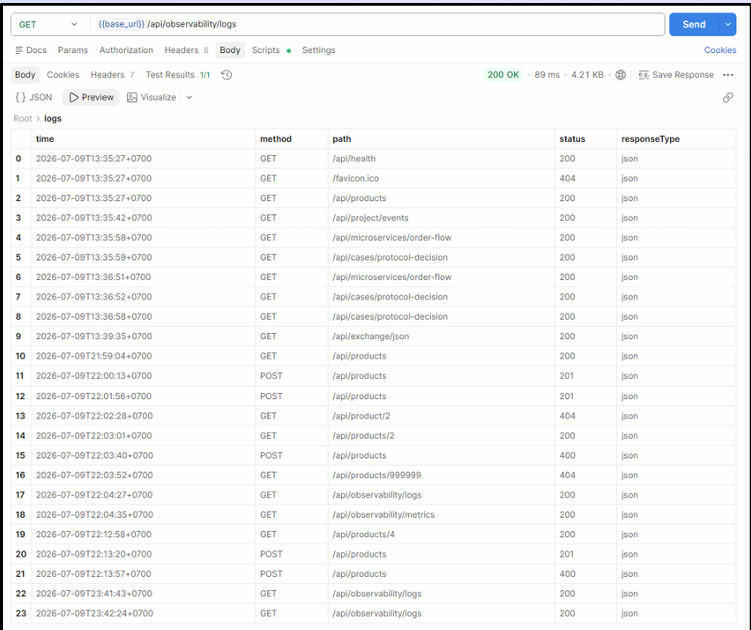 GET {{base_url}} /api/observability/logs Send
Docs Params Authorization Headers 6 Body Scripts Settings Cookies
Body Cookies Headers 7 Test Results 1/1 200 OK · 89 ms · 4.21 KB · Save Response
{ } JSON Preview Visualize
Root > logs
time method path status responseType
0 2026-07-09T13:35:27+0700 GET /api/health 200 json
1 2026-07-09T13:35:27+0700 GET /favicon.ico 404 json
2 2026-07-09T13:35:27+0700 GET /api/products 200 json
3 2026-07-09T13:35:42+0700 GET /api/project/events 200 json
4 2026-07-09T13:35:58+0700 GET /api/microservices/order-flow 200 json
5 2026-07-09T13:35:59+0700 GET /api/cases/protocol-decision 200 json
6 2026-07-09T13:36:51+0700 GET /api/microservices/order-flow 200 json
7 2026-07-09T13:36:52+0700 GET /api/cases/protocol-decision 200 json
8 2026-07-09T13:36:58+0700 GET /api/cases/protocol-decision 200 json
9 2026-07-09T13:39:35+0700 GET /api/exchange/json 200 json
10 2026-07-09T21:59:04+0700 GET /api/products 200 json
11 2026-07-09T22:00:13+0700 POST /api/products 201 json
12 2026-07-09T22:01:56+0700 POST /api/products 201 json
13 2026-07-09T22:02:28+0700 GET /api/product/2 404 json
14 2026-07-09T22:03:01+0700 GET /api/products/2 200 json
15 2026-07-09T22:03:40+0700 POST /api/products 400 json
16 2026-07-09T22:03:52+0700 GET /api/products/999999 404 json
17 2026-07-09T22:04:27+0700 GET /api/observability/logs 200 json
18 2026-07-09T22:04:35+0700 GET /api/observability/metrics 200 json
19 2026-07-09T22:12:58+0700 GET /api/products/4 200 json
20 2026-07-09T22:13:20+0700 POST /api/products 201 json
21 2026-07-09T22:13:57+0700 POST /api/products 400 json
22 2026-07-09T23:41:43+0700 GET /api/observability/logs 200 json
23 2026-07-09T23:42:24+0700 GET /api/observability/logs 200 json